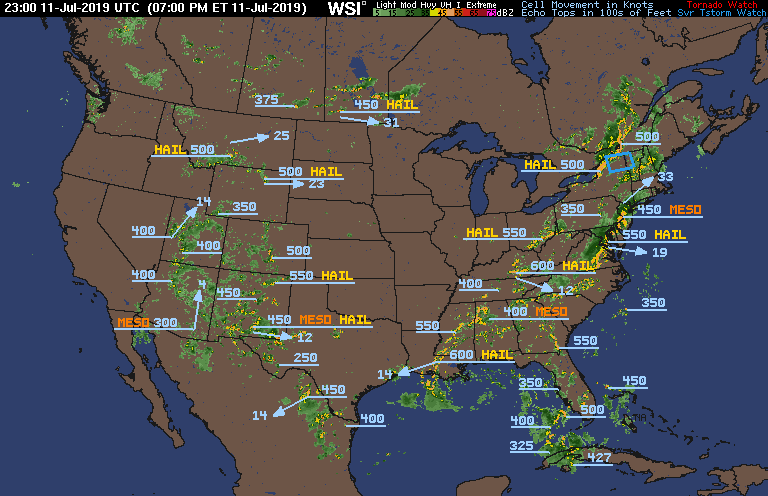 23:00 11-Jul-2019 UTC (07:00 PM ET 11-Jul-2019)
WSI
Light Mod Hvy VH I Extreme
dBZ
Cell Movement in Knots
Tornado Watch
Echo Tops in 100s of Feet Svr Tstorm Watch
375
450 HAIL
31
25
500
HAIL 500
HAIL 500
500 HAIL
23
33
14
350
350
450 MESO
400
HAIL 550
550 HAIL
400
500
19
400
550 HAIL
600 HAIL
4
450
400
12
350
MESO 300
450 MESO HAIL
400 MESO
12
550
550
250
600 HAIL
14
450
350
450
14
400
400
500
325
427